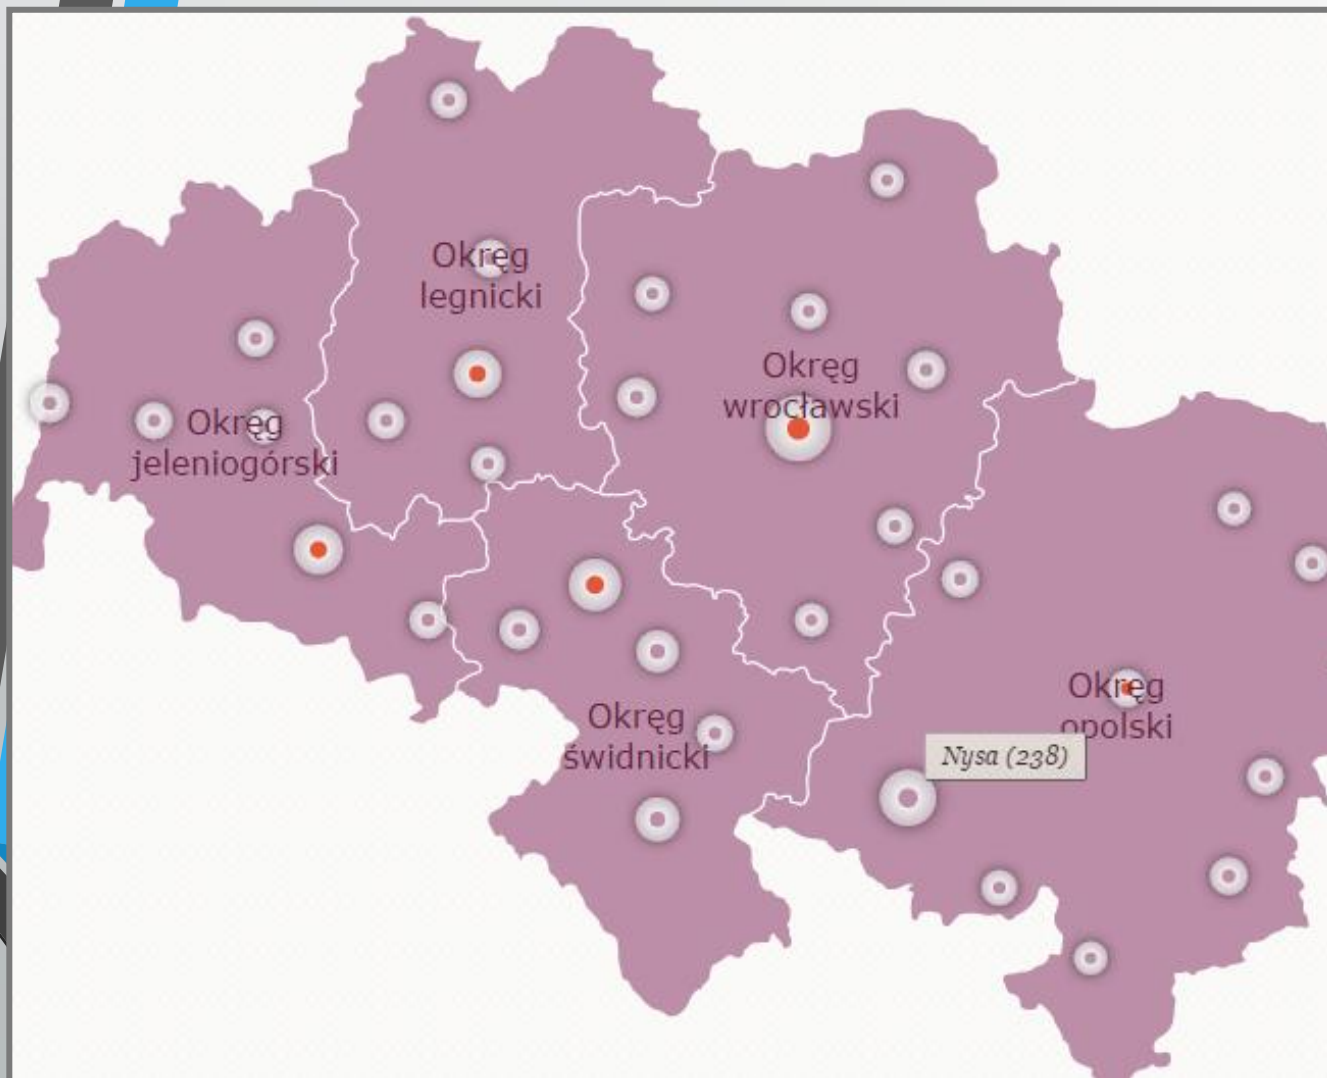 Okręg
legnicki
Okręg
wrocławski
Okręg
jeleniogórski
Okręg
opolski
Okręg
świdnicki
Nysa (238)